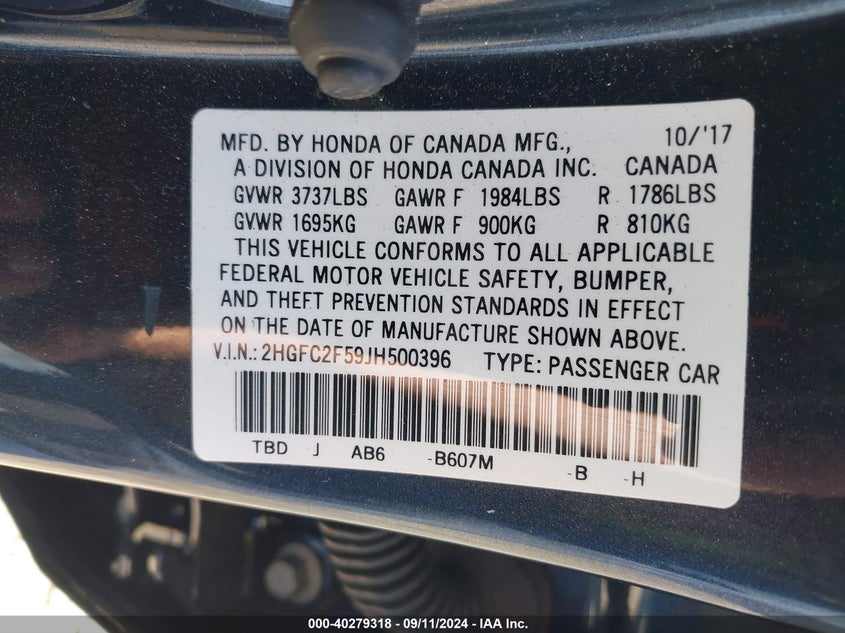 MFD. BY HONDA OF CANADA MFG., 10/'17
A DIVISION OF HONDA CANADA INC. CANADA
GVWR 3737LBS GAWR F 1984LBS R 1786LBS
GVWR 1695KG GAWR F 900KG R 810KG
THIS VEHICLE CONFORMS TO ALL APPLICABLE
FEDERAL MOTOR VEHICLE SAFETY, BUMPER,
AND THEFT PREVENTION STANDARDS IN EFFECT
ON THE DATE OF MANUFACTURE SHOWN ABOVE.
V.I.N.: 2HGFC2F59JH500396 TYPE: PASSENGER CAR
TBD J AB6 -B607M -B -H
000-40279318 - 09/11/2024 - IAA Inc.